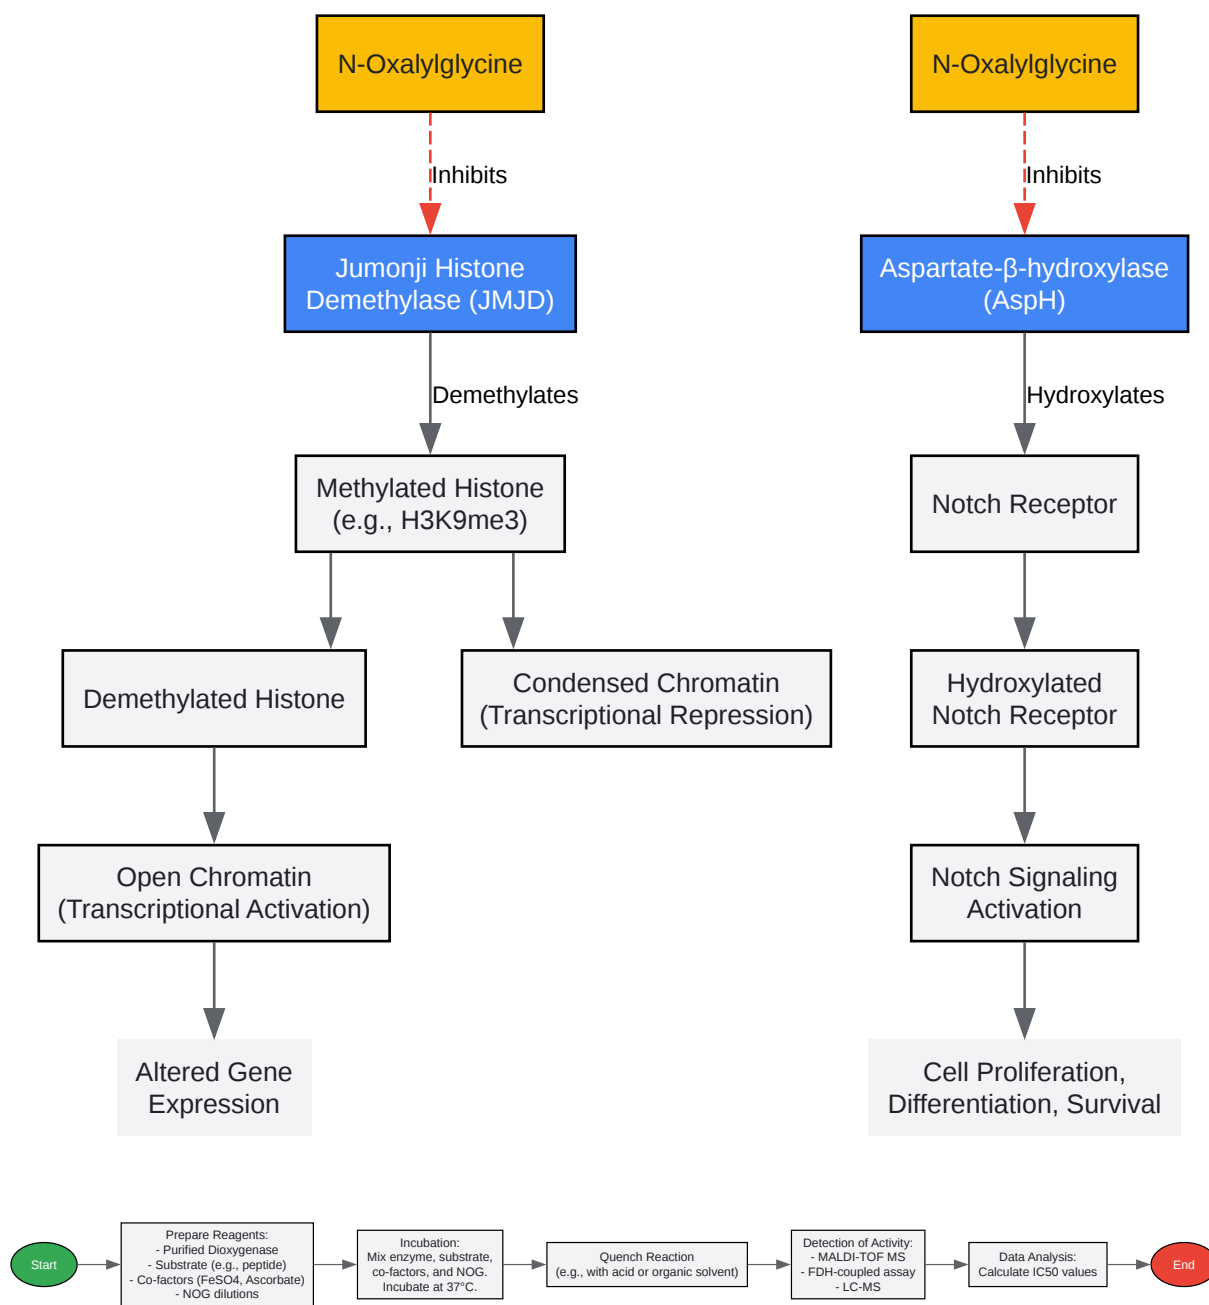 N-Oxalylglycine
Inhibits
Jumonji Histone
Demethylase (JMJD)
Demethylates
Methylated Histone
(e.g., H3K9me3)
Demethylated Histone
Condensed Chromatin
(Transcriptional Repression)
Open Chromatin
(Transcriptional Activation)
Altered Gene
Expression
N-Oxalylglycine
Inhibits
Aspartate-β-hydroxylase
(AspH)
Hydroxylates
Notch Receptor
Hydroxylated
Notch Receptor
Notch Signaling
Activation
Cell Proliferation,
Differentiation, Survival
Start
Prepare Reagents:
- Purified Dioxygenase
- Substrate (e.g., peptide)
- Co-factors (FeSO4, Ascorbate)
- NOG dilutions
Incubation:
Mix enzyme, substrate,
co-factors, and NOG.
Incubate at 37°C.
Quench Reaction
(e.g., with acid or organic solvent)
Detection of Activity:
- MALDI-TOF MS
- FDH-coupled assay
- LC-MS
Data Analysis:
Calculate IC50 values
End